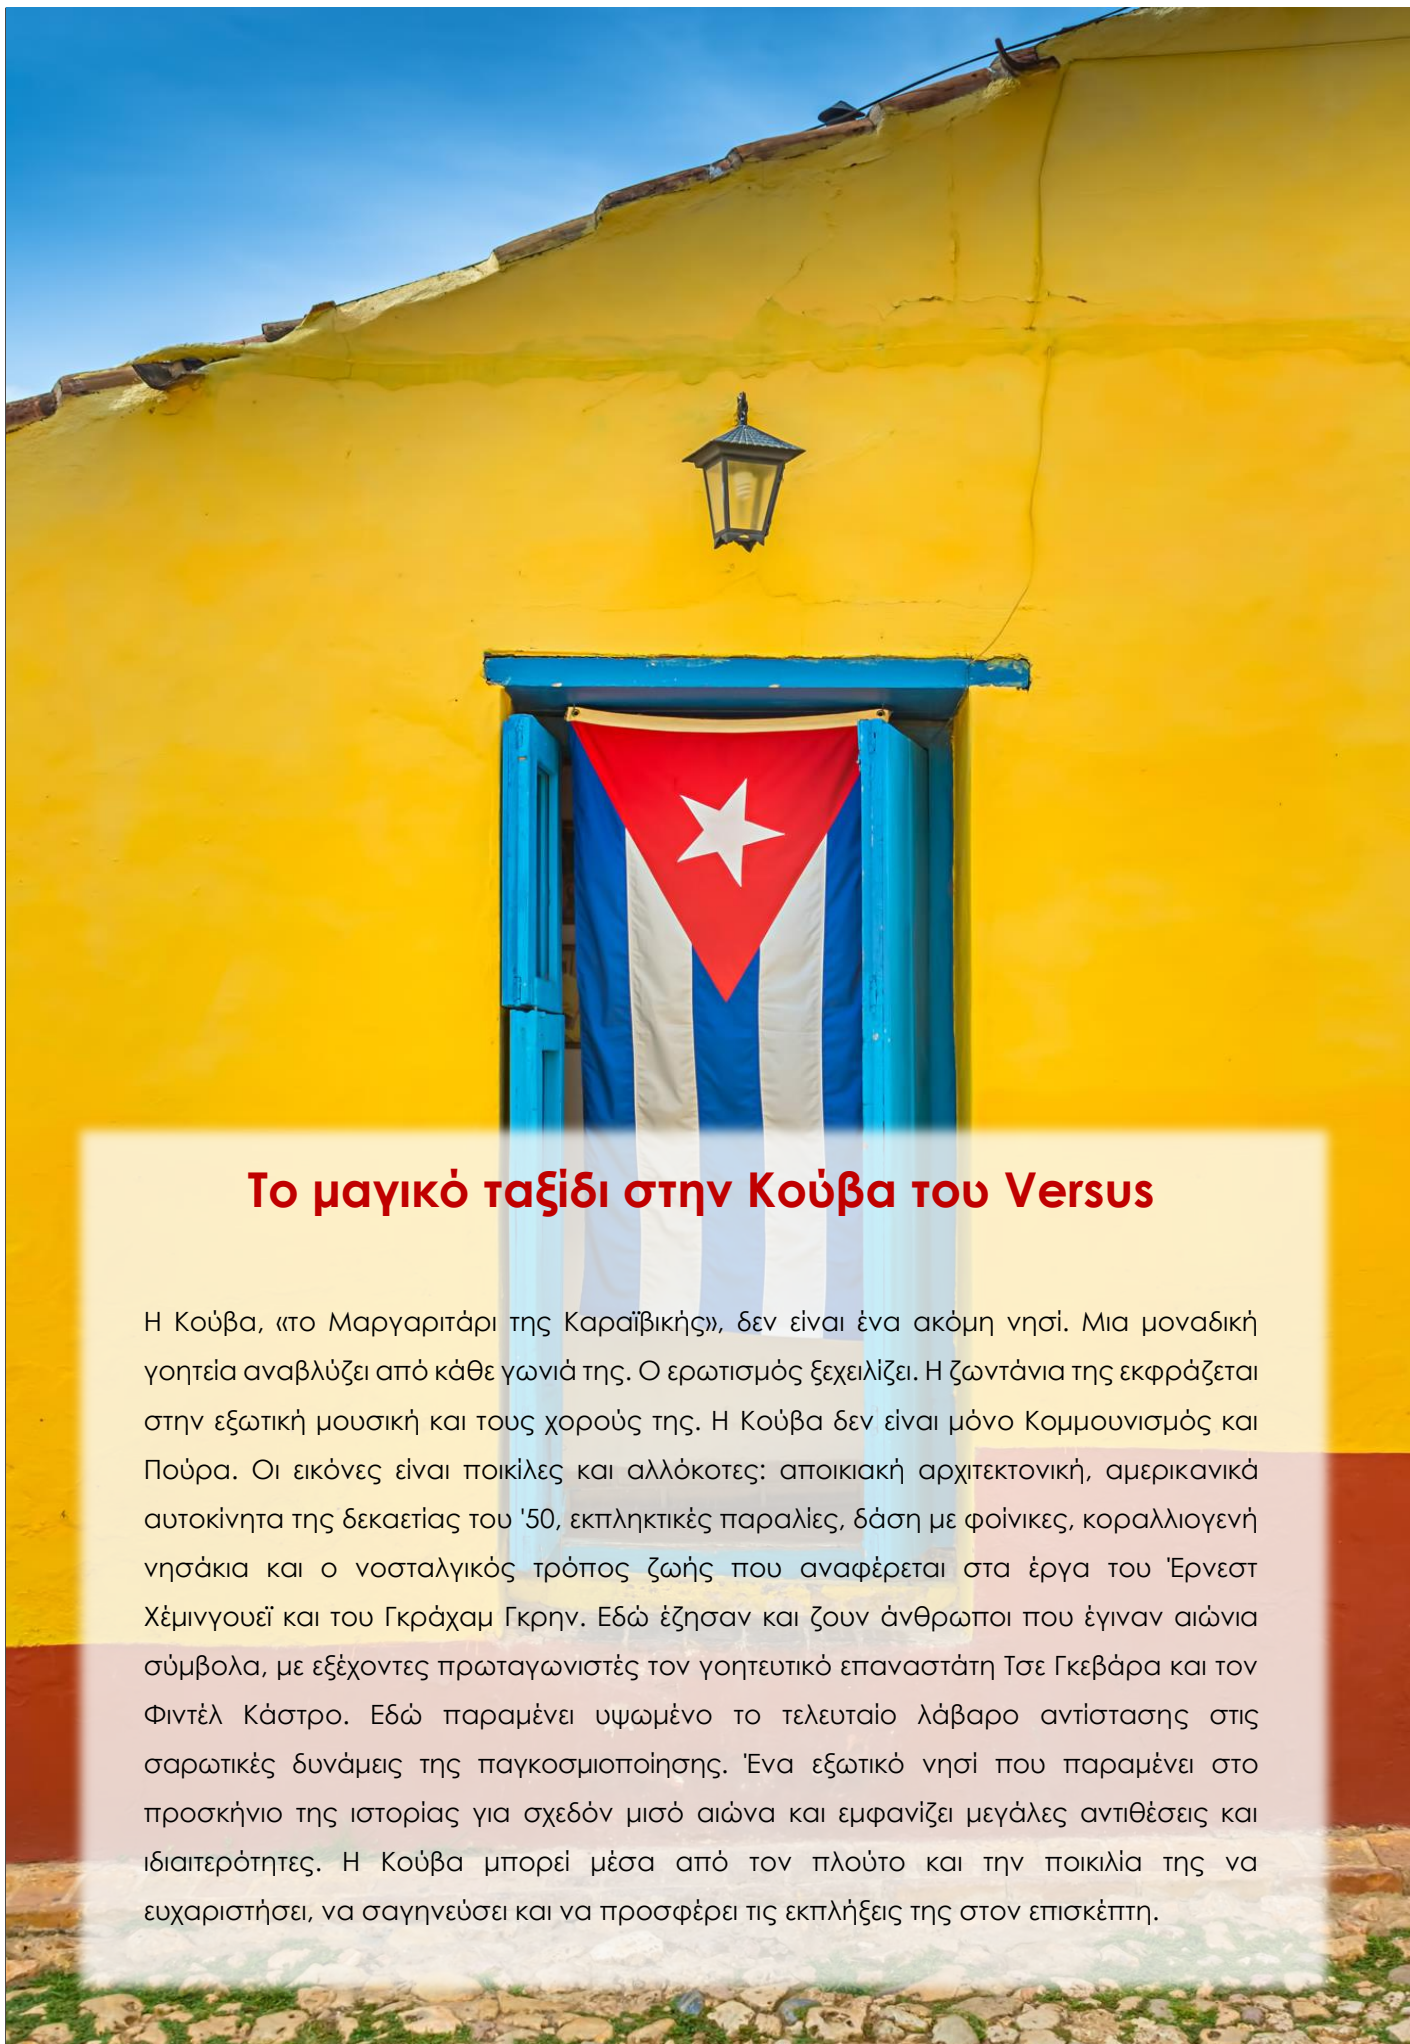 Το μαγικό ταξίδι στην Κούβα του Versus
Η Κούβα, «το Μαργαριτάρι της Καραϊβικής», δεν είναι ένα ακόμη νησί. Μια μοναδική
γοητεία αναβλύζει από κάθε γωνιά της. Ο ερωτισμός ξεχειλίζει. Η ζωντάνια της εκφράζεται
στην εξωτική μουσική και τους χορούς της. Η Κούβα δεν είναι μόνο Κομμουνισμός και
Πούρα. Οι εικόνες είναι ποικίλες και αλλόκοτες: αποικιακή αρχιτεκτονική, αμερικανικά
αυτοκίνητα της δεκαετίας του '50, εκπληκτικές παραλίες, δάση με φοίνικες, κοραλλιογενή
νησάκια και ο νοσταλγικός τρόπος ζωής που αναφέρεται στα έργα του Έρνεστ
Χέμινγουεϊ και του Γκράχαμ Γκρην. Εδώ έζησαν και ζουν άνθρωποι που έγιναν αιώνια
σύμβολα, με εξέχοντες πρωταγωνιστές τον γοητευτικό επαναστάτη Τσε Γκεβάρα και τον
Φιντέλ Κάστρο. Εδώ παραμένει υψωμένο το τελευταίο λάβαρο αντίστασης στις
σαρωτικές δυνάμεις της παγκοσμιοποίησης. Ένα εξωτικό νησί που παραμένει στο
προσκήνιο της ιστορίας για σχεδόν μισό αιώνα και εμφανίζει μεγάλες αντιθέσεις και
ιδιαιτερότητες. Η Κούβα μπορεί μέσα από τον πλούτο και την ποικιλία της να
ευχαριστήσει, να σαγηνεύσει και να προσφέρει τις εκπλήξεις της στον επισκέπτη.